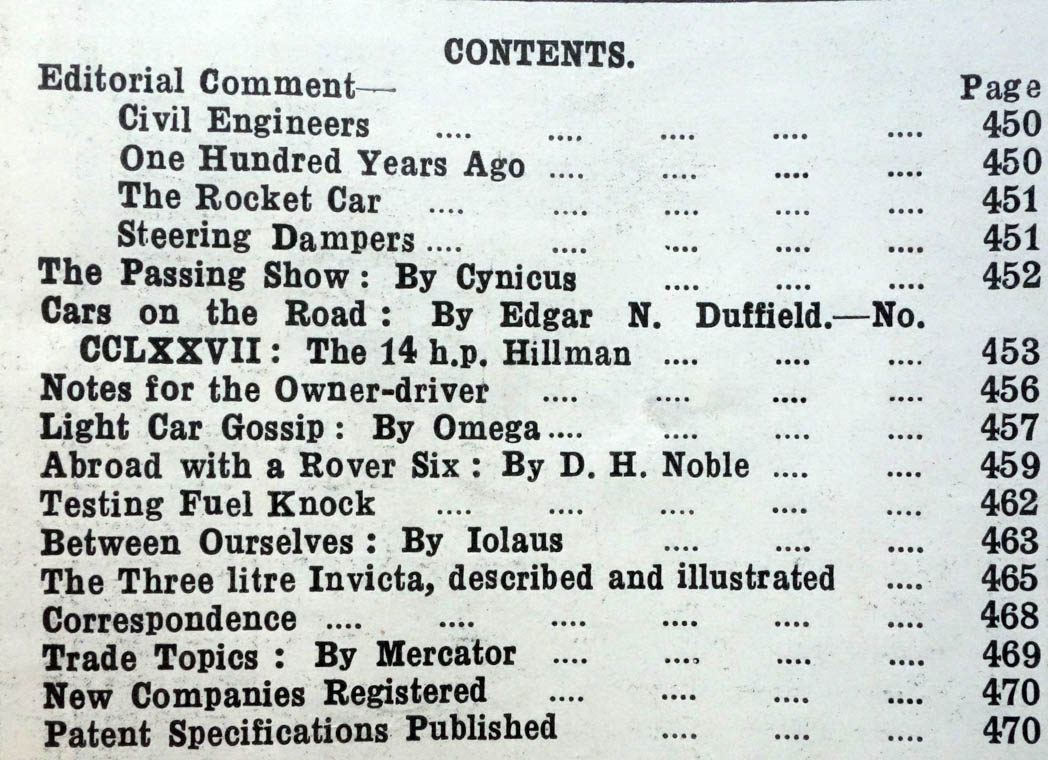 CONTENTS.
Editorial Comment— Page
Civil Engineers .... .... .... .... .... 450
One Hundred Years Ago .... .... .... .... 450
The Rocket Car .... .... .... .... .... 451
Steering Dampers .... .... .... .... .... 451
The Passing Show : By Cynicus .... .... .... 452
Cars on the Road : By Edgar N. Duffield.—No.
CCLXXVII : The 14 h.p. Hillman .... .... .... 453
Notes for the Owner-driver .... .... .... .... 456
Light Car Gossip : By Omega .... .... .... .... 457
Abroad with a Rover Six : By D. H. Noble .... .... 459
Testing Fuel Knock .... .... .... .... .... 462
Between Ourselves : By Iolaus .... .... .... 463
The Three litre Invicta, described and illustrated .... 465
Correspondence .... .... .... .... .... .... 468
Trade Topics : By Mercator .... .... .... .... 469
New Companies Registered .... .... .... .... 470
Patent Specifications Published .... .... .... 470